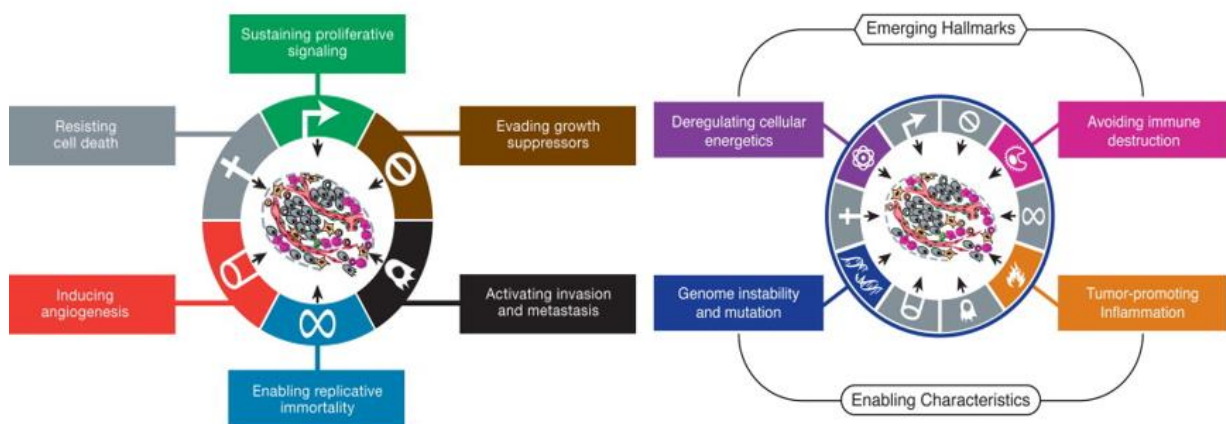 Sustaining proliferative
signaling
Resisting
cell death
Evading growth
suppressors
Inducing
angiogenesis
Activating invasion
and metastasis
Enabling replicative
immortality
Emerging Hallmarks
Deregulating cellular
energetics
Avoiding immune
destruction
Genome instability
and mutation
Tumor-promoting
Inflammation
Enabling Characteristics